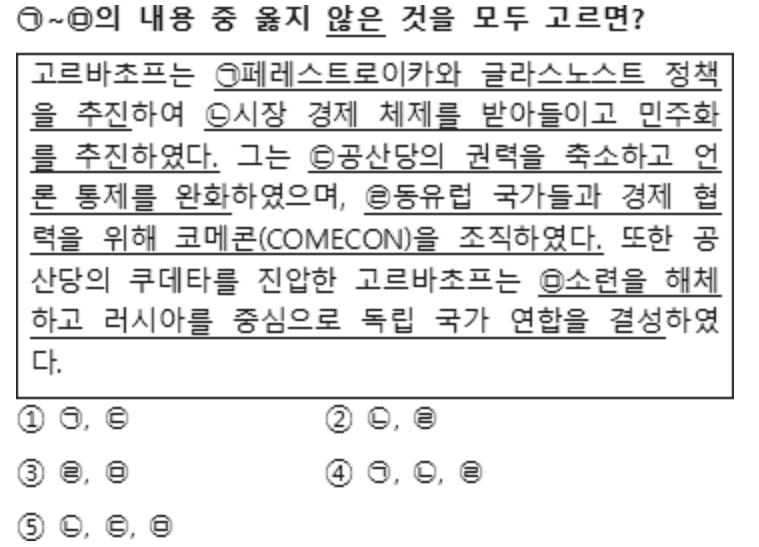 ㉠~㉤의 내용 중 옳지 않은 것을 모두 고르면?
고르바초프는 ㉠페레스트로이카와 글라스노스트 정책
을 추진하여 ㉡시장 경제 체제를 받아들이고 민주화
를 추진하였다. 그는 ㉢공산당의 권력을 축소하고 언
론 통제를 완화하였으며, ㉣동유럽 국가들과 경제 협
력을 위해 코메콘(COMECON)을 조직하였다. 또한 공
산당의 쿠데타를 진압한 고르바초프는 ㉤소련을 해체
하고 러시아를 중심으로 독립 국가 연합을 결성하였
다.
① ㉠, ㉢ ② ㉡, ㉣
③ ㉣, ㉤ ④ ㉠, ㉡, ㉣
⑤ ㉡, ㉢, ㉤